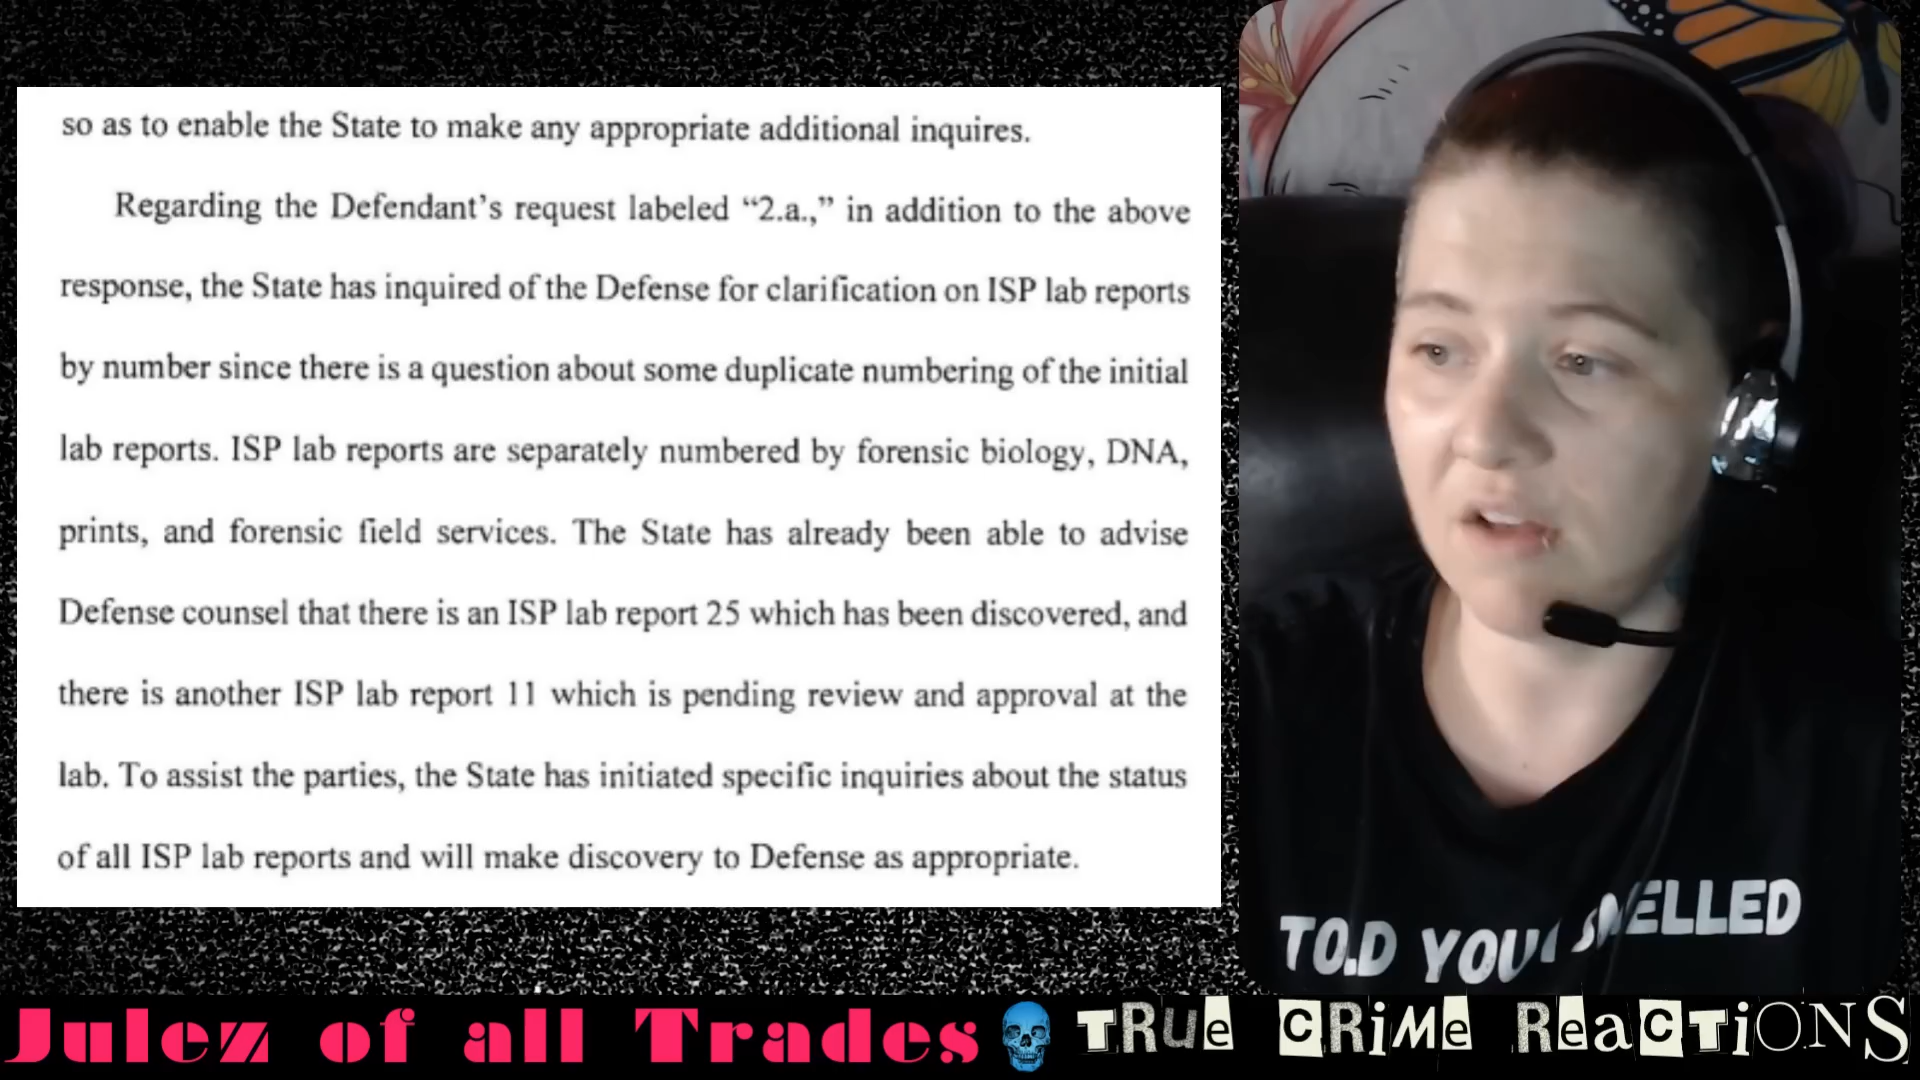 so as to enable the State to make any appropriate additional inquires.
Regarding the Defendant's request labeled “2.a.,” in addition to the above
response, the State has inquired of the Defense for clarification on ISP lab reports
by number since there is a question about some duplicate numbering of the initial
lab reports. ISP lab reports are separately numbered by forensic biology, DNA,
prints, and forensic field services. The State has already been able to advise
Defense counsel that there is an ISP lab report 25 which has been discovered, and
there is another ISP lab report 11 which is pending review and approval at the
lab. To assist the parties, the State has initiated specific inquiries about the status
of all ISP lab reports and will make discovery to Defense as appropriate.
YOU
Julez of all Trades TRUE CRiMe ReacTiONS